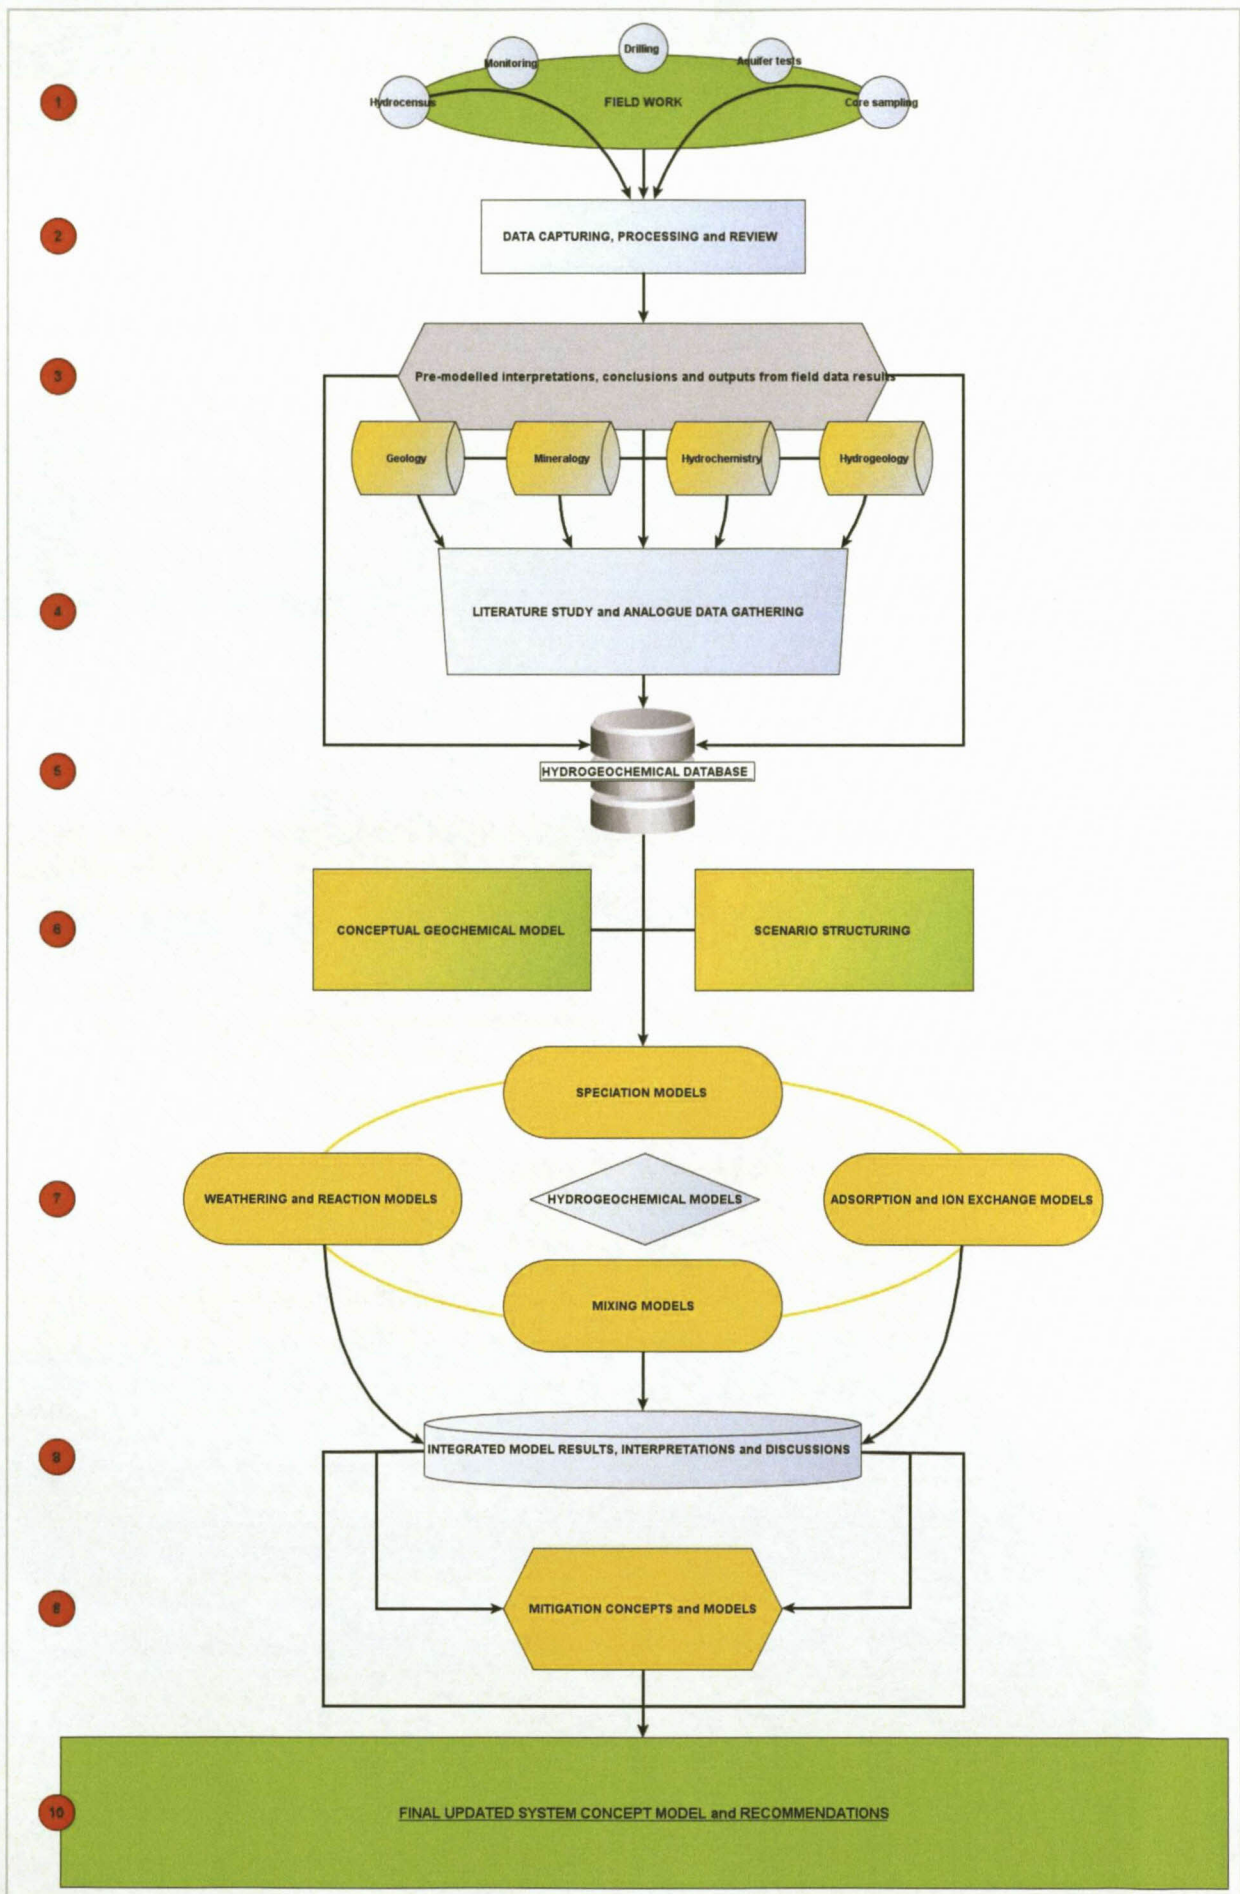 Drilling
Monitoring
Aquifer tests
Hydrocensus
Core sampling
1
FIELD WORK
2
DATA CAPTURING, PROCESSING and REVIEW
3
Pre-modelled interpretations, conclusions and outputs from field data results
Geology
Mineralogy
Hydrochemistry
Hydrogeology
4
LITERATURE STUDY and ANALOGUE DATA GATHERING
5
HYDROGEOCHEMICAL DATABASE
6
CONCEPTUAL GEOCHEMICAL MODEL
SCENARIO STRUCTURING
SPECIATION MODELS
7
WEATHERING and REACTION MODELS
HYDROGEOCHEMICAL MODELS
ADSORPTION and ION EXCHANGE MODELS
MIXING MODELS
INTEGRATED MODEL RESULTS, INTERPRETATIONS and DISCUSSIONS
MITIGATION CONCEPTS and MODELS
10
FINAL UPDATED SYSTEM CONCEPT MODEL and RECOMMENDATIONS